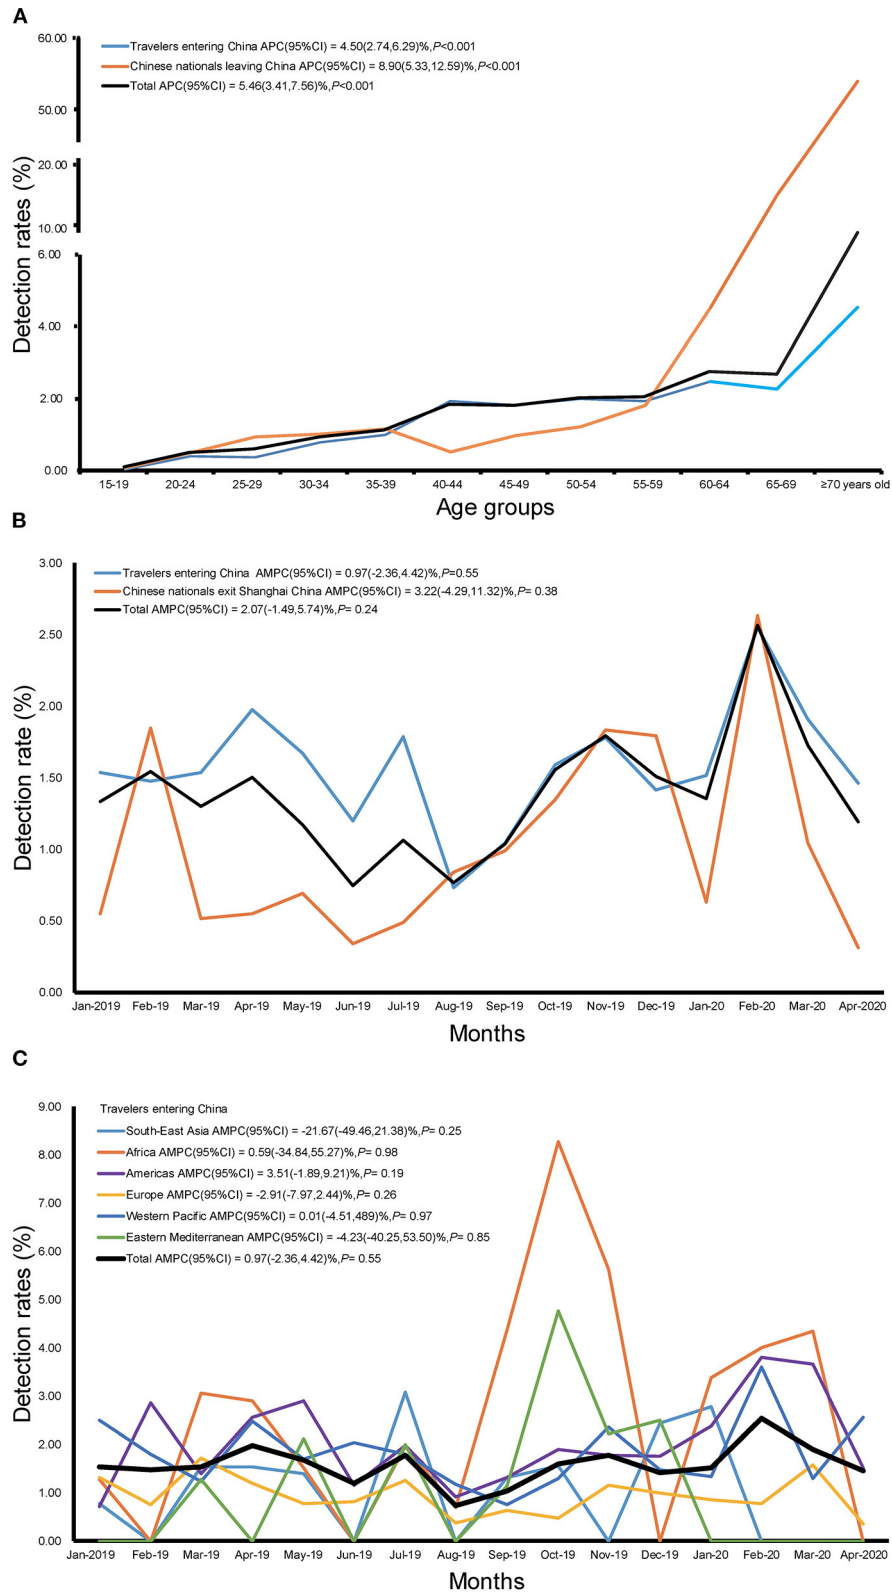 A
60.00
50.00
20.00
10.00
6.00
4.00
2.00
0.00
Detection rates (%)
Travelers entering China APC(95%CI) = 4.50(2.74,6.29)%,P<0.001
Chinese nationals leaving China APC(95%CI) = 8.90(5.33,12.59)%,P<0.001
Total APC(95%CI) = 5.46(3.41,7.56)%,P<0.001
15-19 20-24 25-29 30-34 35-39 40-44 45-49 50-54 55-59 60-64 65-69 ≥70 years old
Age groups
B
3.00
2.50
2.00
1.50
1.00
0.50
0.00
Detection rate (%)
Travelers entering China AMPC(95%CI) = 0.97(-2.36,4.42)%,P=0.55
Chinese nationals exit Shanghai China AMPC(95%CI) = 3.22(-4.29,11.32)%,P= 0.38
Total AMPC(95%CI) = 2.07(-1.49,5.74)%,P= 0.24
Jan-2019 Feb-19 Mar-19 Apr-19 May-19 Jun-19 Jul-19 Aug-19 Sep-19 Oct-19 Nov-19 Dec-19 Jan-20 Feb-20 Mar-20 Apr-2020
Months
C
9.00
8.00
7.00
6.00
5.00
4.00
3.00
2.00
1.00
0.00
Detection rates (%)
Travelers entering China
South-East Asia AMPC(95%CI) = -21.67(-49.46,21.38)%,P= 0.25
Africa AMPC(95%CI) = 0.59(-34.84,55.27)%,P= 0.98
Americas AMPC(95%CI) = 3.51(-1.89,9.21)%,P= 0.19
Europe AMPC(95%CI) = -2.91(-7.97,2.44)%,P= 0.26
Western Pacific AMPC(95%CI) = 0.01(-4.51,489)%,P= 0.97
Eastern Mediterranean AMPC(95%CI) = -4.23(-40.25,53.50)%,P= 0.85
Total AMPC(95%CI) = 0.97(-2.36,4.42)%,P= 0.55
Jan-2019 Feb-19 Mar-19 Apr-19 May-19 Jun-19 Jul-19 Aug-19 Sep-19 Oct-19 Nov-19 Dec-19 Jan-20 Feb-20 Mar-20 Apr-2020
Months